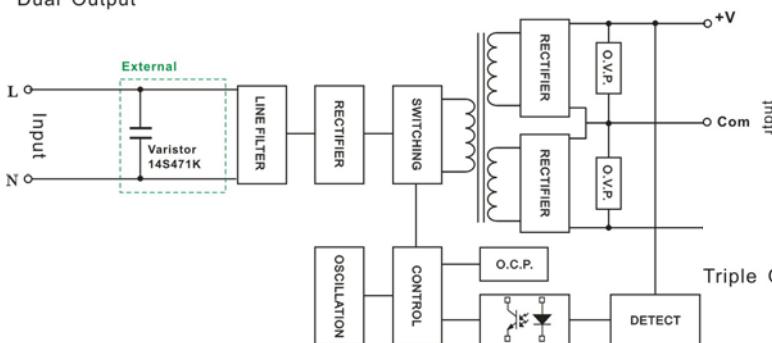 Dual Output
+V
External
RECTIFIER
O.V.P.
L
Input
LINE FILTER
RECTIFIER
SWITCHING
Com
Varistor
14S471K
N
RECTIFIER
O.V.P.
OSCILLATION
CONTROL
O.C.P.
Triple
DETECT